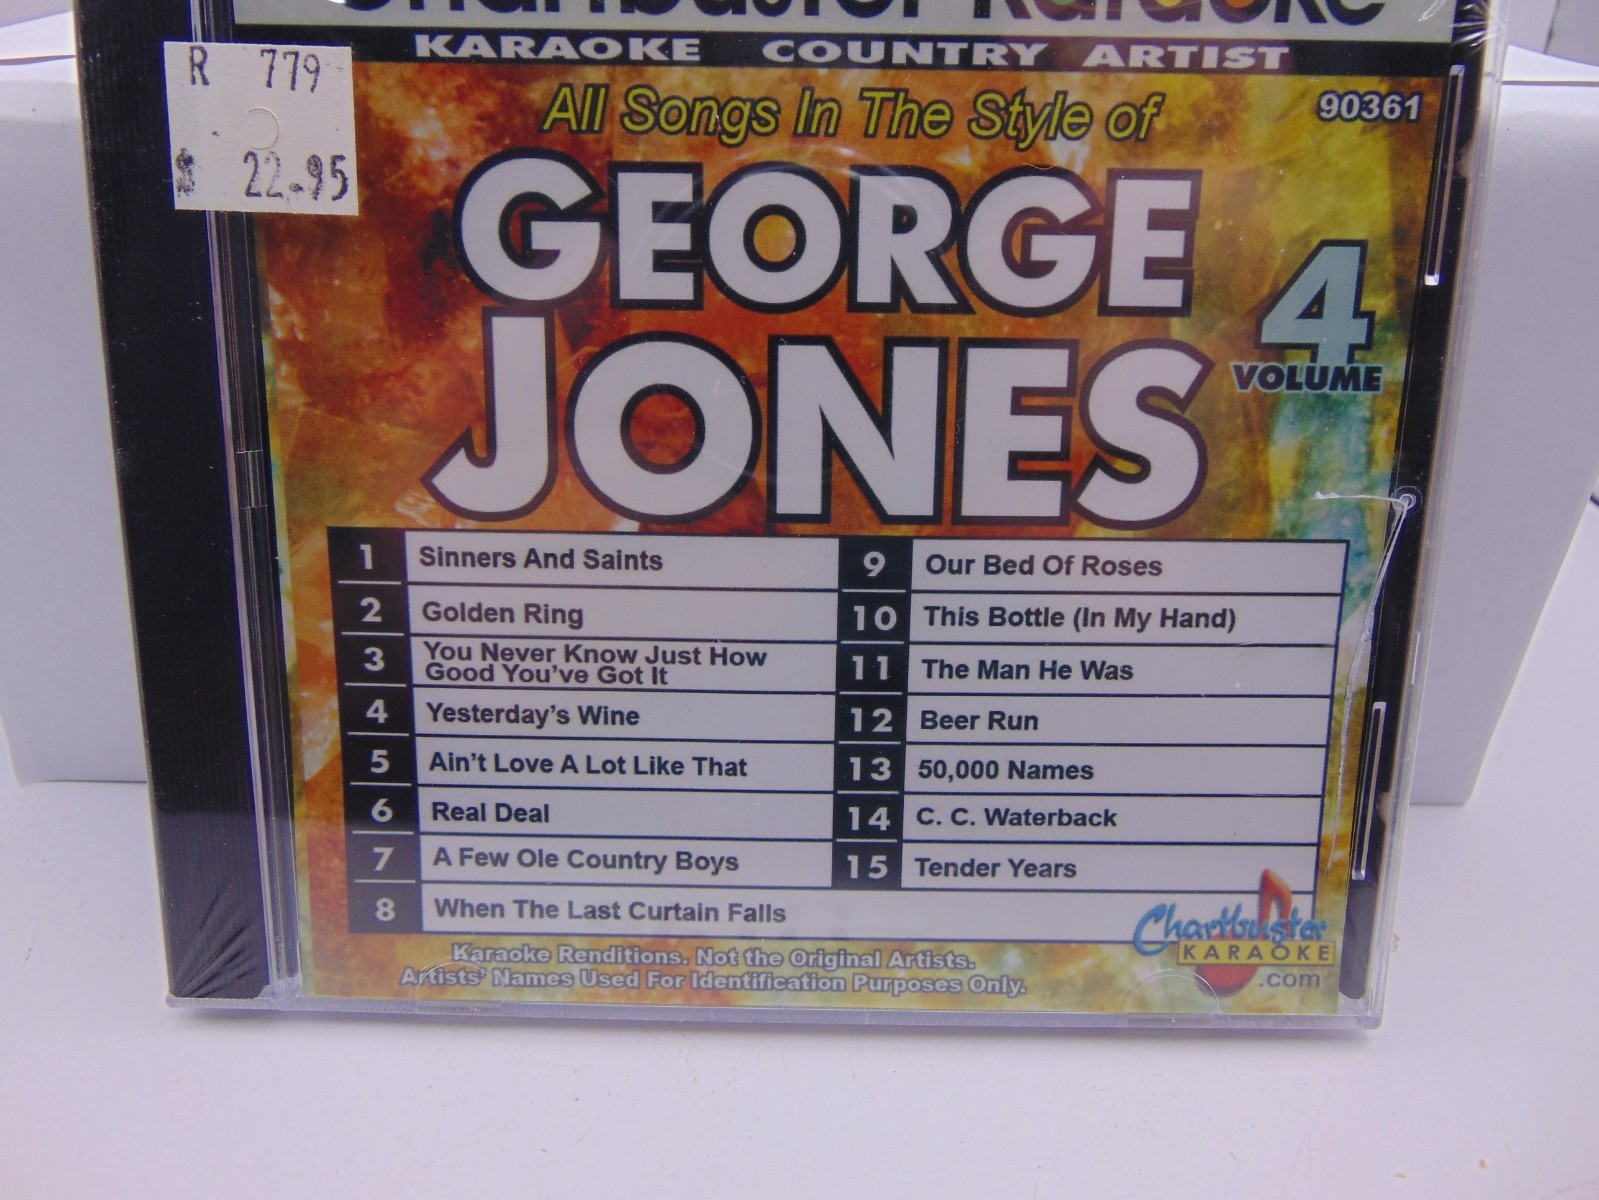 Chartbuster Karaoke
KARAOKE COUNTRY ARTIST
R 779
$ 22.95
All Songs In The Style of
90361
GEORGE
JONES
4
VOLUME
1 Sinners And Saints
2 Golden Ring
3 You Never Know Just How
Good You've Got It
4 Yesterday's Wine
5 Ain't Love A Lot Like That
6 Real Deal
7 A Few Ole Country Boys
8 When The Last Curtain Falls
9 Our Bed Of Roses
10 This Bottle (In My Hand)
11 The Man He Was
12 Beer Run
13 50,000 Names
14 C. C. Waterback
15 Tender Years
Chartbuster
KARAOKE
.com
Karaoke Renditions. Not the Original Artists.
Artists' Names Used For Identification Purposes Only.